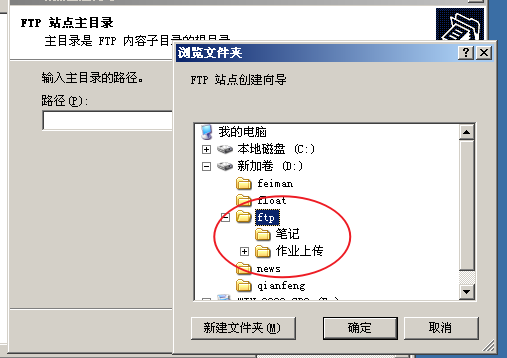 FTP 站点主目录
主目录是 FTP 内容子目录的根目录。
输入主目录的路径。
路径(P):
浏览文件夹
FTP 站点创建向导
我的电脑
本地磁盘 (C:)
新加卷 (D:)
feiman
float
ftp
笔记
作业上传
news
qianfeng
新建文件夹(M)
确定
取消